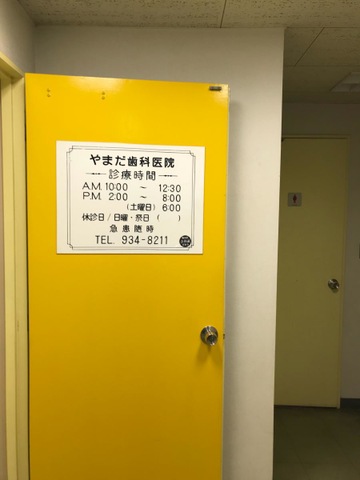 やまだ歯科医院
診療時間
A.M. 10:00 ～ 12:30
P.M. 2:00 ～ 8:00
(土曜日) 6:00
休診日/日曜・祭日 ( )
急患随時
TEL. 934-8211